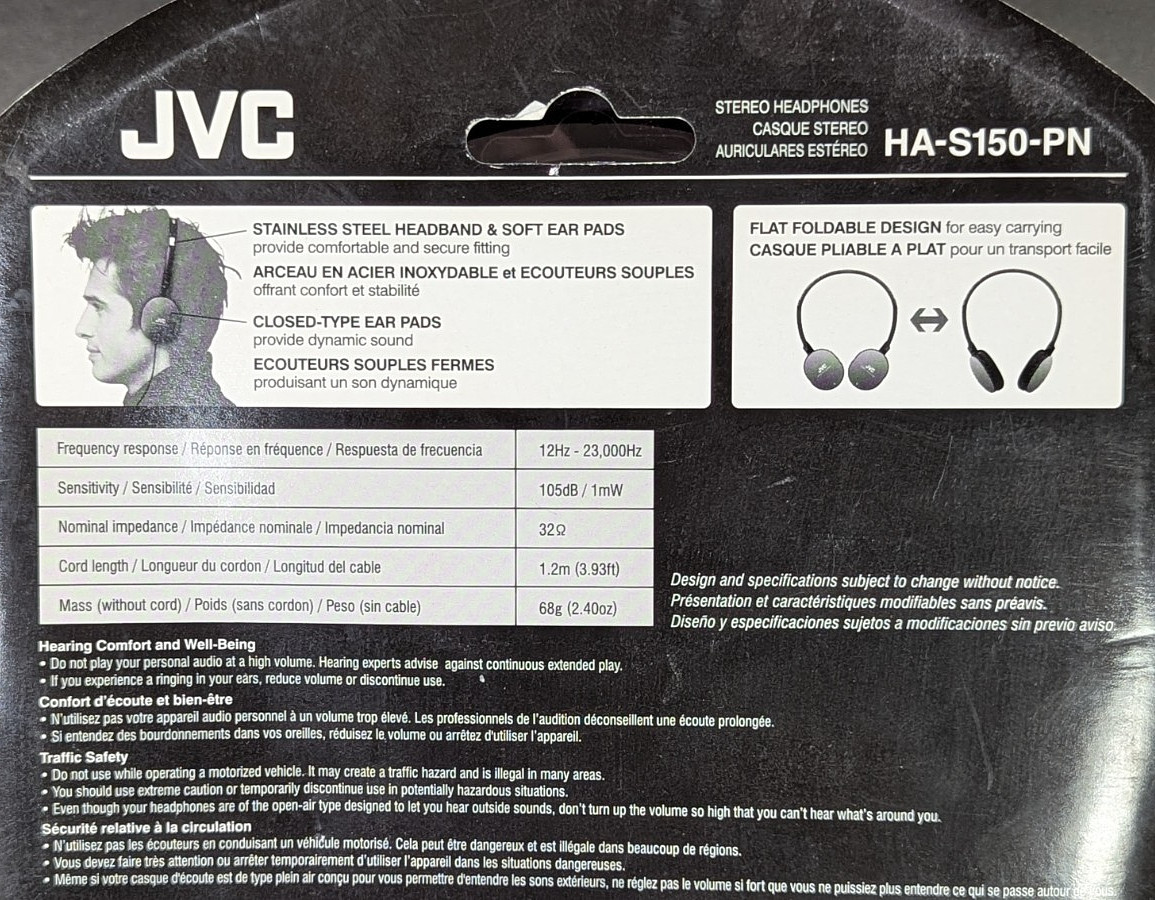 JVC
STEREO HEADPHONES
CASQUE STEREO
AURICULARES ESTÉREO
HA-S150-PN
STAINLESS STEEL HEADBAND & SOFT EAR PADS
provide comfortable and secure fitting
ARCEAU EN ACIER INOXYDABLE et ECOUTEURS SOUPLES
offrant confort et stabilité
CLOSED-TYPE EAR PADS
provide dynamic sound
ECOUTEURS SOUPLES FERMES
produisant un son dynamique
FLAT FOLDABLE DESIGN for easy carrying
CASQUE PLIABLE A PLAT pour un transport facile
JVC JVC
Frequency response / Réponse en fréquence / Respuesta de frecuencia 12Hz - 23,000Hz
Sensitivity / Sensibilité / Sensibilidad 105dB / 1mW
Nominal impedance / Impédance nominale / Impedancia nominal 32Ω
Cord length / Longueur du cordon / Longitud del cable 1.2m (3.93ft)
Mass (without cord) / Poids (sans cordon) / Peso (sin cable) 68g (2.40oz)
Design and specifications subject to change without notice.
Présentation et caractéristiques modifiables sans préavis.
Diseño y especificaciones sujetos a modificaciones sin previo aviso.
Hearing Comfort and Well-Being
• Do not play your personal audio at a high volume. Hearing experts advise against continuous extended play.
• If you experience a ringing in your ears, reduce volume or discontinue use.
Confort d'écoute et bien-être
• N'utilisez pas votre appareil audio personnel à un volume trop élevé. Les professionnels de l'audition déconseillent une écoute prolongée.
• Si entendez des bourdonnements dans vos oreilles, réduisez le volume ou arrêtez d'utiliser l'appareil.
Traffic Safety
• Do not use while operating a motorized vehicle. It may create a traffic hazard and is illegal in many areas.
• You should use extreme caution or temporarily discontinue use in potentially hazardous situations.
• Even though your headphones are of the open-air type designed to let you hear outside sounds, don't turn up the volume so high that you can't hear what's around you.
Sécurité relative à la circulation
• N'utilisez pas les écouteurs en conduisant un véhicule motorisé. Cela peut être dangereux et est illégale dans beaucoup de régions.
• Vous devez faire très attention ou arrêter temporairement d'utiliser l'appareil dans les situations dangereuses.
• Même si votre casque d'écoute est de type plein air conçu pour vous permettre d'entendre les sons extérieurs, ne réglez pas le volume si fort que vous ne puissiez plus entendre ce qui se passe autour de vous.